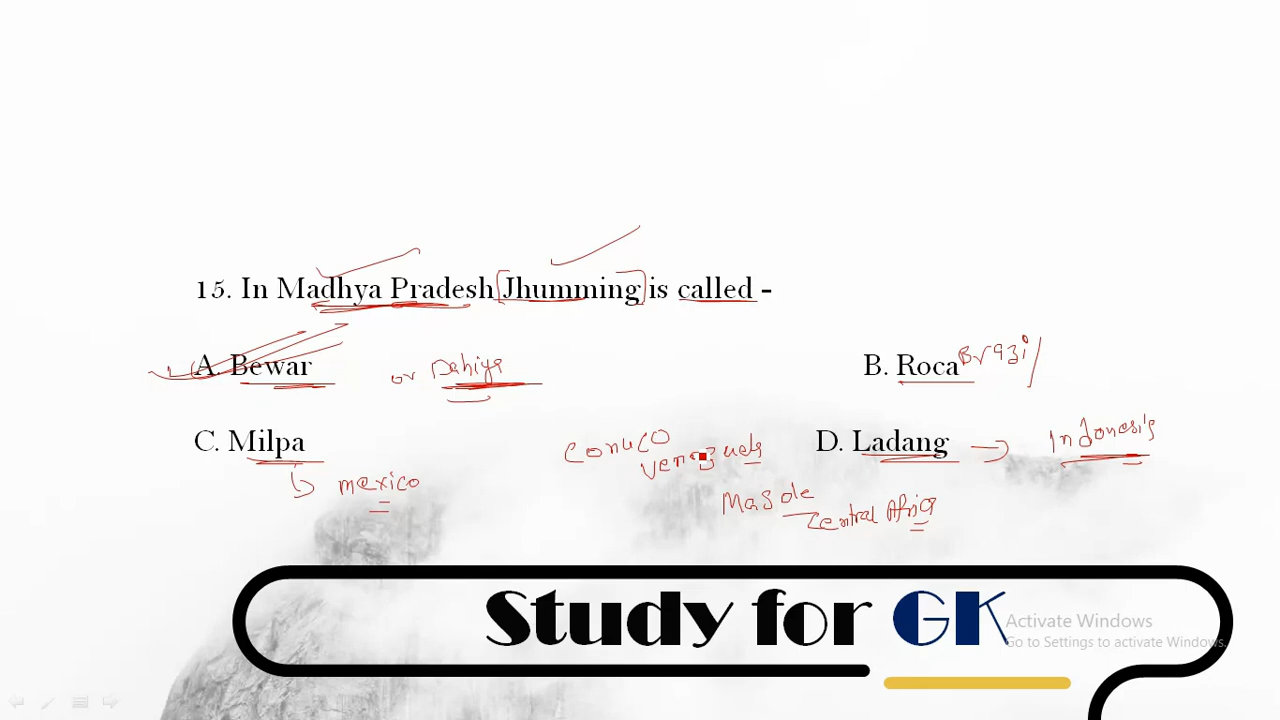 15. In Madhya Pradesh Jhumming is called -
A. Bewar or Dahiya
B. Roca Brazil
C. Milpa
mexico
D. Ladang Indonesia
Conuco
Venezuela
Masole
Central Africa
Study for GK
Activate Windows
Go to Settings to activate Windows.